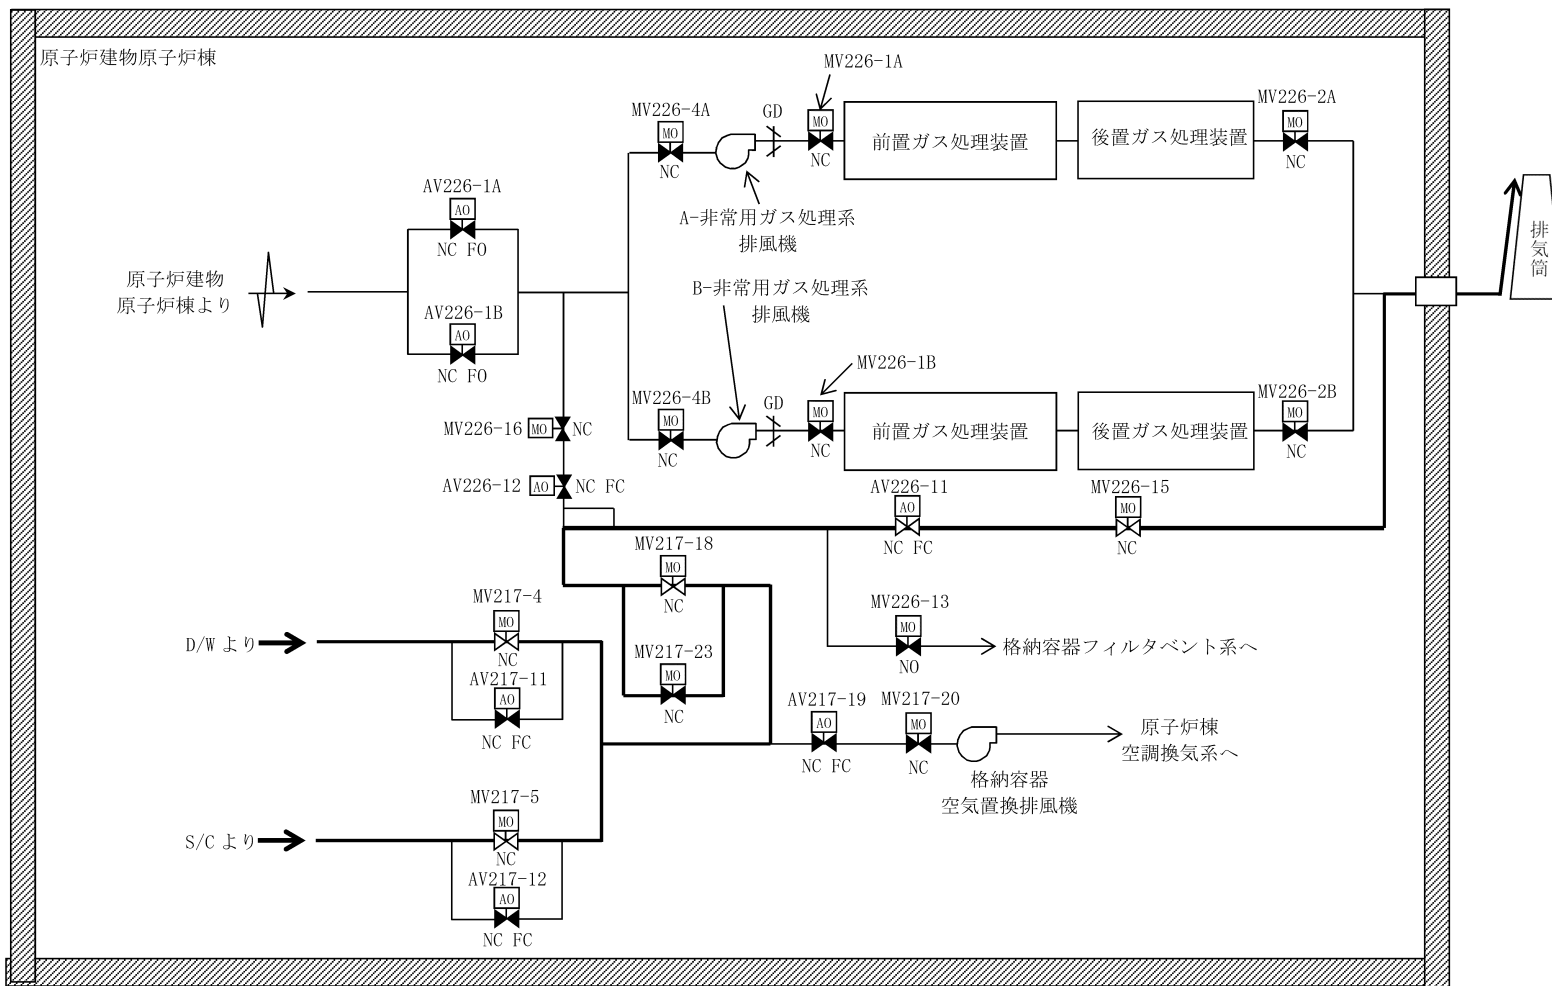 原子炉建物原子炉棟
MV226-1A
MV226-4A
MO
NC
GD
MO
NC
前置ガス処理装置
後置ガス処理装置
MV226-2A
MO
NC
A-非常用ガス処理系
排風機
AV226-1A
AO
NC FO
原子炉建物
原子炉棟より
AV226-1B
AO
NC FO
B-非常用ガス処理系
排風機
排気筒
MV226-1B
MV226-4B
MO
NC
GD
MO
NC
前置ガス処理装置
後置ガス処理装置
MV226-2B
MO
NC
MV226-16
MO
NC
AV226-12
AO
NC FC
AV226-11
AO
NC FC
MV226-15
MO
NC
MV217-18
MO
NC
MV217-23
MO
NC
MV226-13
MO
NO
格納容器フィルタベント系へ
D/W より
MV217-4
MO
NC
AV217-11
AO
NC FC
AV217-19
AO
NC FC
MV217-20
MO
NC
原子炉棟
空調換気系へ
格納容器
空気置換排風機
S/C より
MV217-5
MO
NC
AV217-12
AO
NC FC